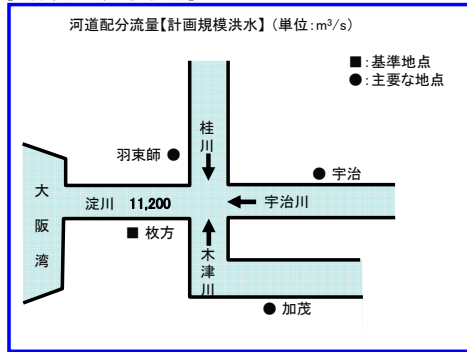 河道配分流量【計画規模洪水】(単位:m³/s)
■:基準地点
●:主要な地点
桂川
羽束師 ●
● 宇治
大阪湾
淀川 11,200
宇治川
■ 枚方
木津川
● 加茂